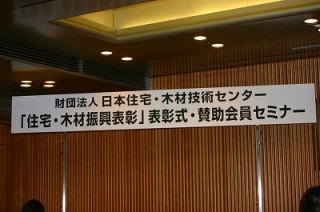 財団法人 日本住宅・木材技術センター
「住宅・木材振興表彰」表彰式・賛助会員セミナー